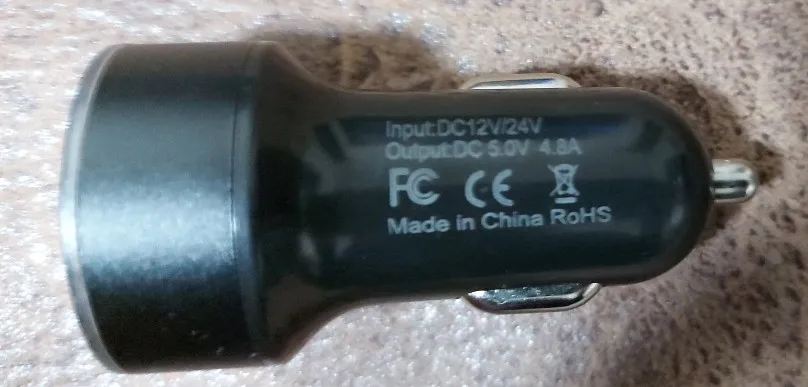 Input:DC12V/24V
Output:DC 5.0V 4.8A
FC CE
Made in China RoHS